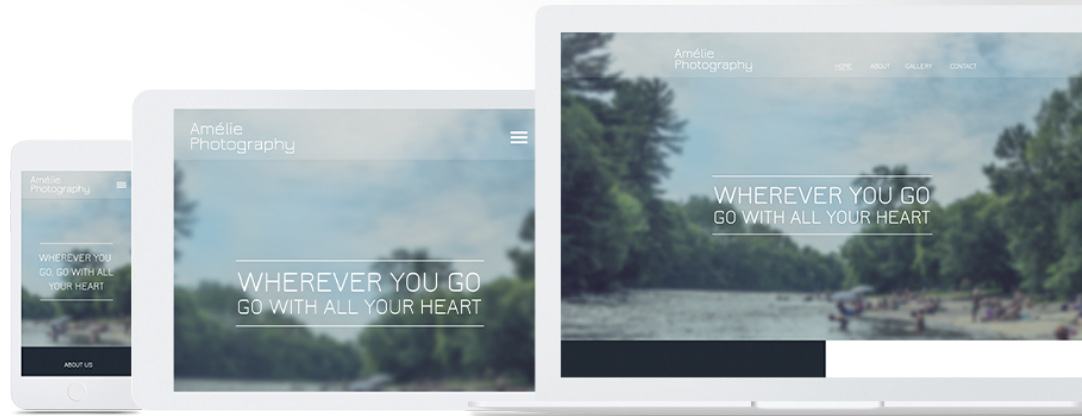 Amélie
Photography
WHEREVER YOU
GO, GO WITH ALL
YOUR HEART
ABOUT US
Amélie
Photography
WHEREVER YOU GO
GO WITH ALL YOUR HEART
Amélie
Photography
HOME ABOUT GALLERY CONTACT
WHEREVER YOU GO
GO WITH ALL YOUR HEART